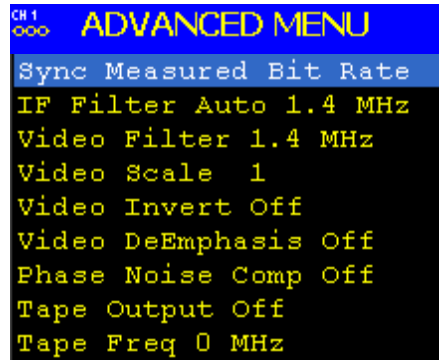 CH 1
ADVANCED MENU
Sync Measured Bit Rate
IF Filter Auto 1.4 MHz
Video Filter 1.4 MHz
Video Scale 1
Video Invert Off
Video DeEmphasis Off
Phase Noise Comp Off
Tape Output Off
Tape Freq 0 MHz